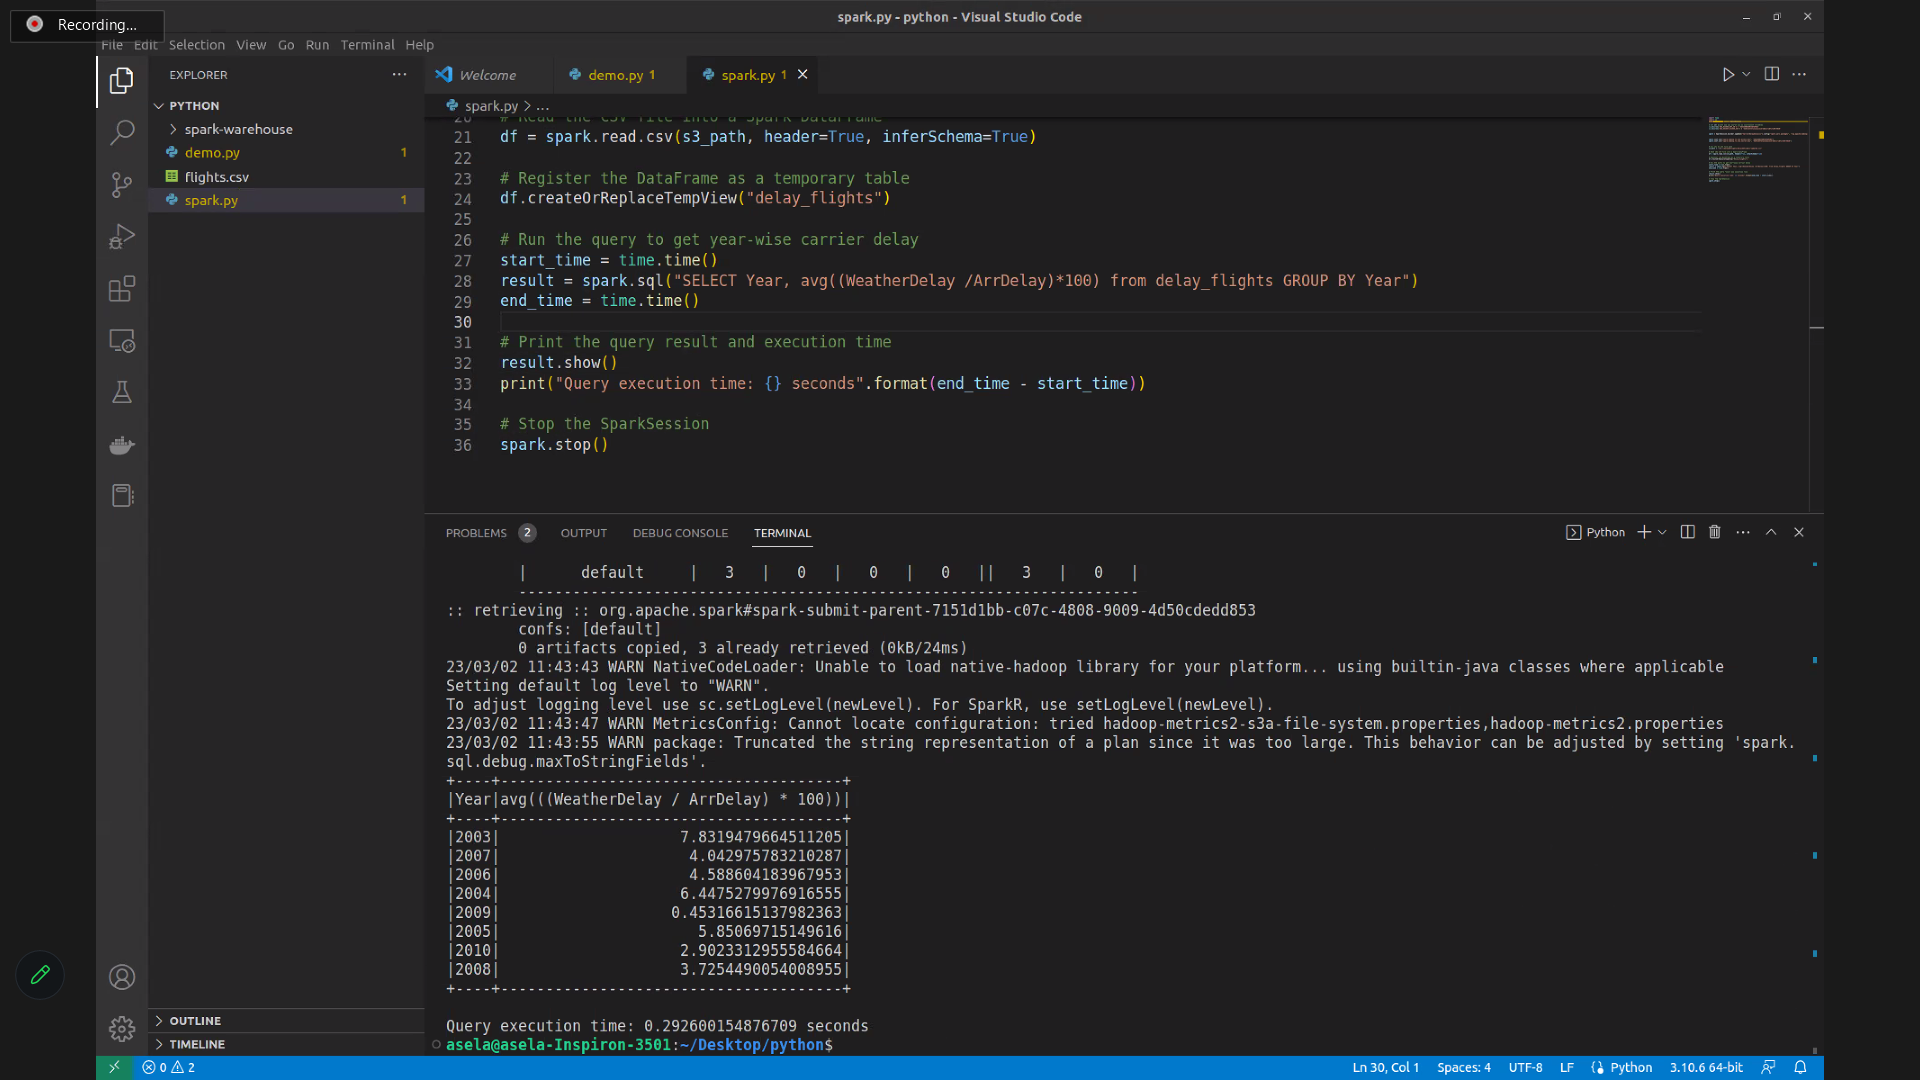 Recording...
spark.py - python - Visual Studio Code
File Edit Selection View Go Run Terminal Help
EXPLORER
Welcome
demo.py 1
spark.py 1
PYTHON
spark-warehouse
demo.py 1
flights.csv
spark.py 1
spark.py > ...
20 # Read the CSV file into a Spark DataFrame
21 df = spark.read.csv(s3_path, header=True, inferSchema=True)
22
23 # Register the DataFrame as a temporary table
24 df.createOrReplaceTempView("delay_flights")
25
26 # Run the query to get year-wise carrier delay
27 start_time = time.time()
28 result = spark.sql("SELECT Year, avg((WeatherDelay /ArrDelay)*100) from delay_flights GROUP BY Year")
29 end_time = time.time()
30
31 # Print the query result and execution time
32 result.show()
33 print("Query execution time: {} seconds".format(end_time - start_time))
34
35 # Stop the SparkSession
36 spark.stop()
PROBLEMS 2 OUTPUT DEBUG CONSOLE TERMINAL
Python
| default | 3 | 0 | 0 | 0 || 3 | 0 |
---------------------------------------------------------------------
:: retrieving :: org.apache.spark#spark-submit-parent-7151d1bb-c07c-4808-9009-4d50cdedd853
confs: [default]
0 artifacts copied, 3 already retrieved (0kB/24ms)
23/03/02 11:43:43 WARN NativeCodeLoader: Unable to load native-hadoop library for your platform... using builtin-java classes where applicable
Setting default log level to "WARN".
To adjust logging level use sc.setLogLevel(newLevel). For SparkR, use setLogLevel(newLevel).
23/03/02 11:43:47 WARN MetricsConfig: Cannot locate configuration: tried hadoop-metrics2-s3a-file-system.properties,hadoop-metrics2.properties
23/03/02 11:43:55 WARN package: Truncated the string representation of a plan since it was too large. This behavior can be adjusted by setting 'spark.
sql.debug.maxToStringFields'.
+----+--------------------------------------+
|Year|avg(((WeatherDelay / ArrDelay) * 100))|
+----+--------------------------------------+
|2003| 7.8319479664511205|
|2007| 4.042975783210287|
|2006| 4.588604183967953|
|2004| 6.4475279976916555|
|2009| 0.45316615137982363|
|2005| 5.85069715149616|
|2010| 2.9023312955584664|
|2008| 3.7254490054008955|
+----+--------------------------------------+
Query execution time: 0.292600154876709 seconds
asela@asela-Inspiron-3501:~/Desktop/python$
OUTLINE
TIMELINE
0 2
Ln 30, Col 1 Spaces: 4 UTF-8 LF Python 3.10.6 64-bit